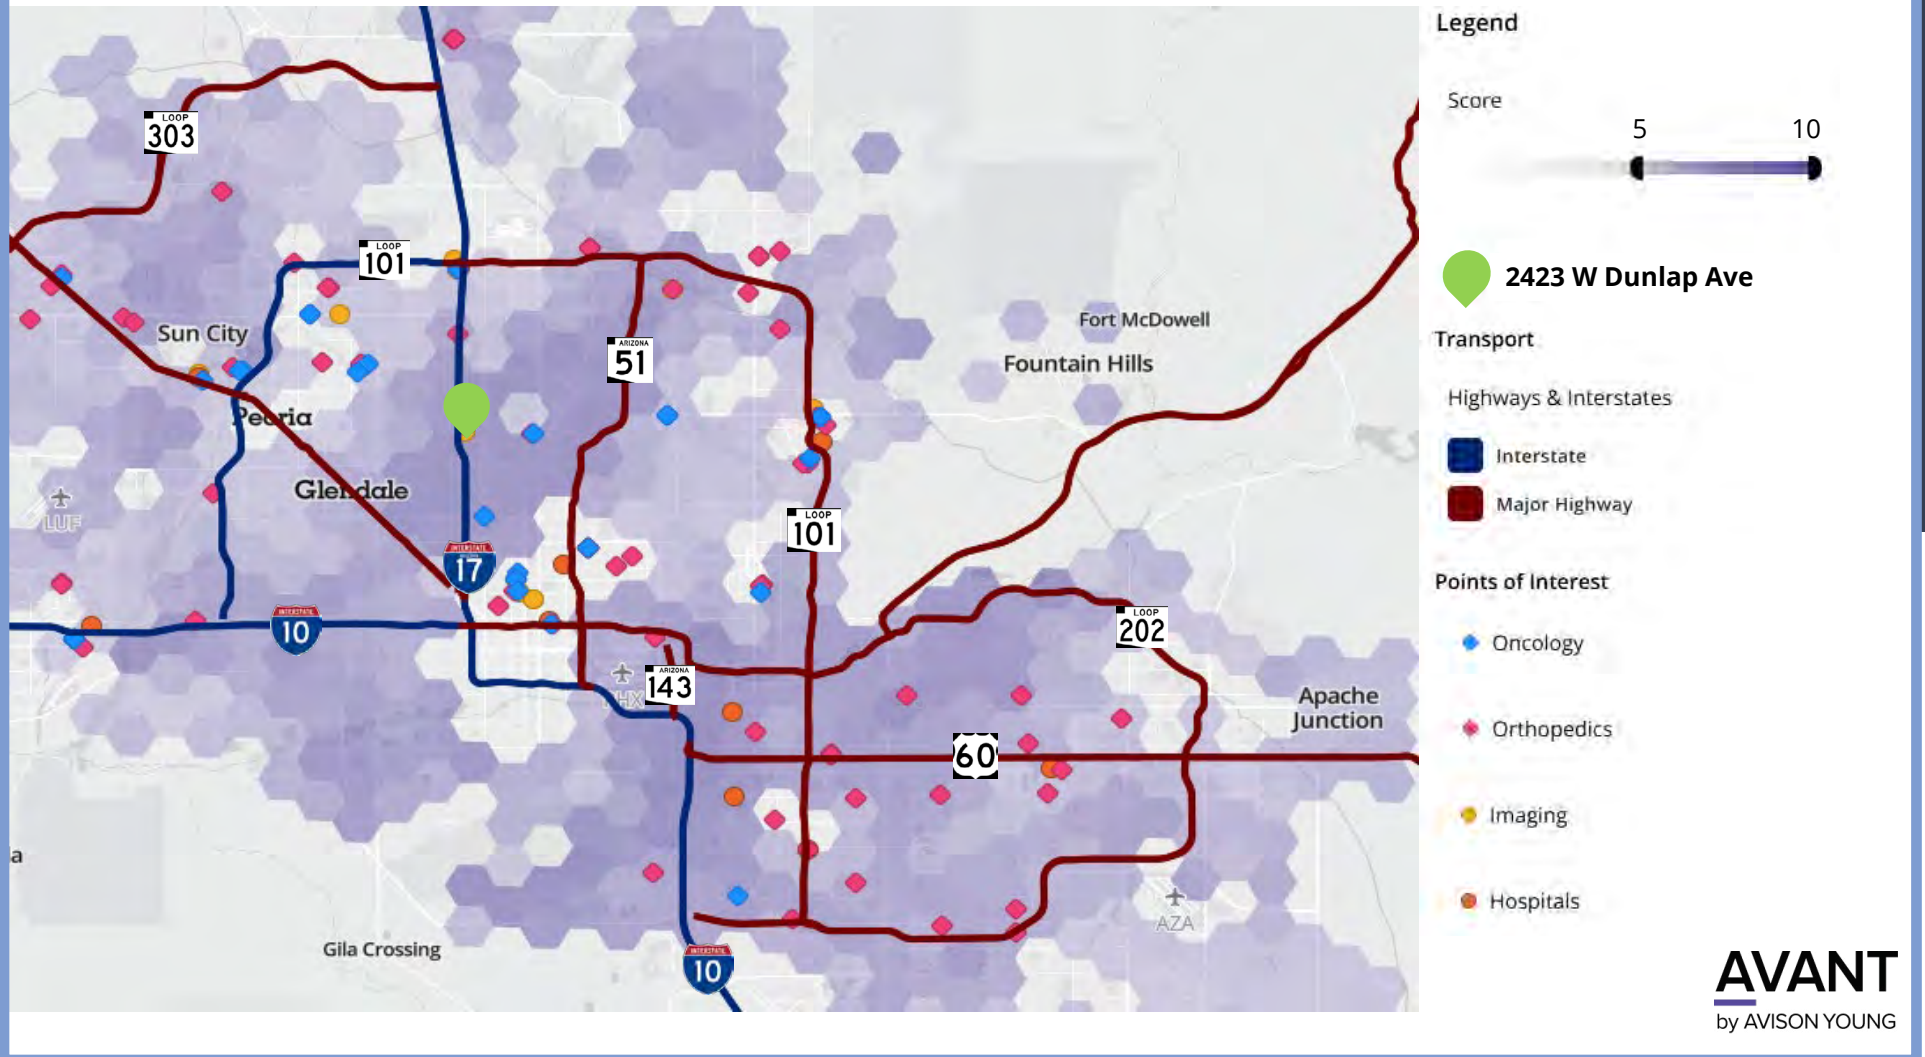 LOOP
303
LOOP
101
Sun City
ARIZONA
51
Fort McDowell
Fountain Hills
Peoria
Glendale
LUF
LOOP
101
INTERSTATE
17
INTERSTATE
10
LOOP
202
ARIZONA
143
PHX
Apache
Junction
60
a
Gila Crossing
AZA
INTERSTATE
10
Legend
Score
5 10
2423 W Dunlap Ave
Transport
Highways & Interstates
Interstate
Major Highway
Points of Interest
Oncology
Orthopedics
Imaging
Hospitals
AVANT
by AVISON YOUNG